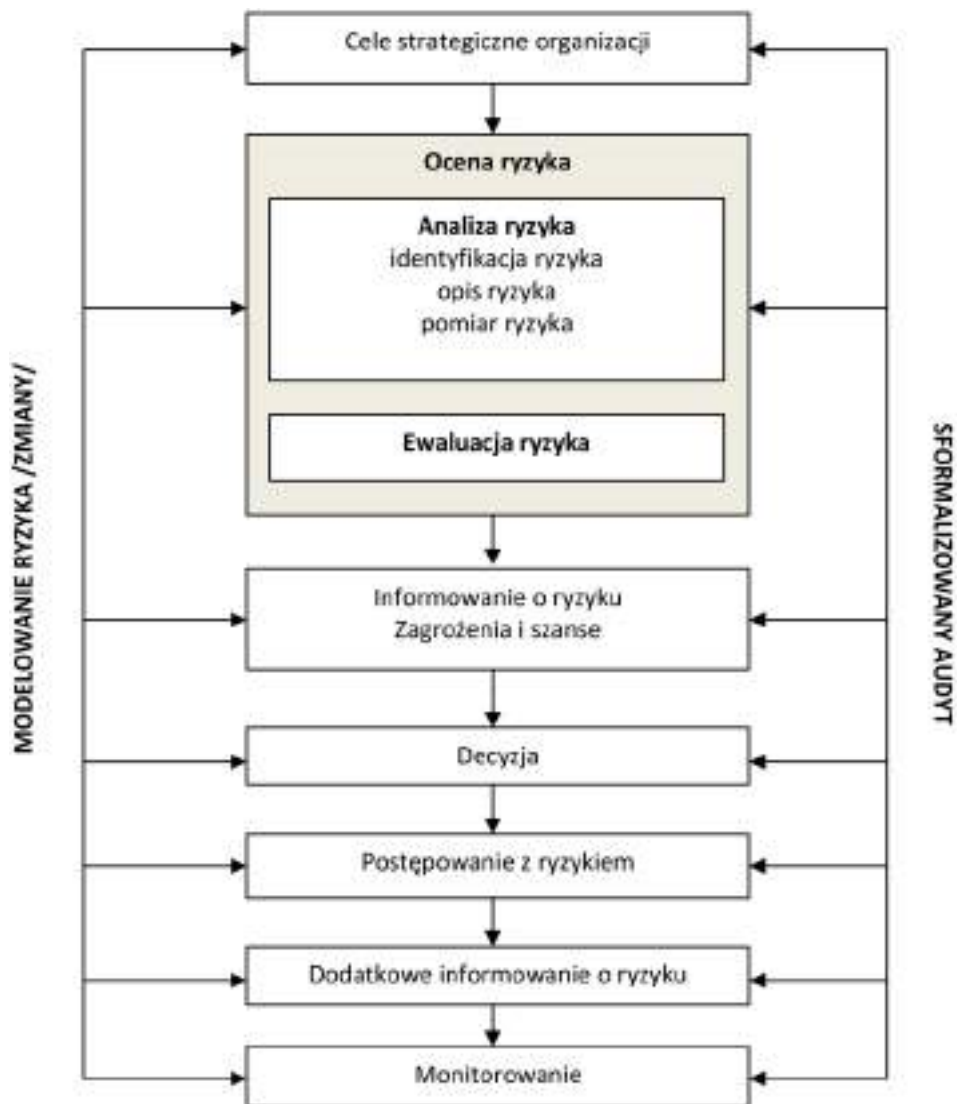 Cele strategiczne organizacji
Ocena ryzyka
Analiza ryzyka
identyfikacja ryzyka
opis ryzyka
pomiar ryzyka
Ewaluacja ryzyka
Informowanie o ryzyku
Zagrożenia i szanse
Decyzja
Postępowanie z ryzykiem
Dodatkowe informowanie o ryzyku
Monitorowanie
MODELOWANIE RYZYKA /ZMIANY/
SFORMALIZOWANY AUDYT